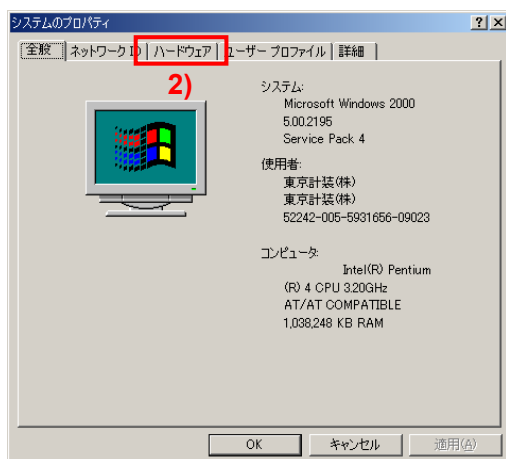 システムのプロパティ
全般 ネットワーク ID ハードウェア ユーザー プロファイル 詳細
2)
システム:
Microsoft Windows 2000
5.00.2195
Service Pack 4
使用者:
東京計装(株)
東京計装(株)
52242-005-5931656-09023
コンピュータ:
Intel(R) Pentium
(R) 4 CPU 3.20GHz
AT/AT COMPATIBLE
1,038,248 KB RAM
OK キャンセル 適用(A)